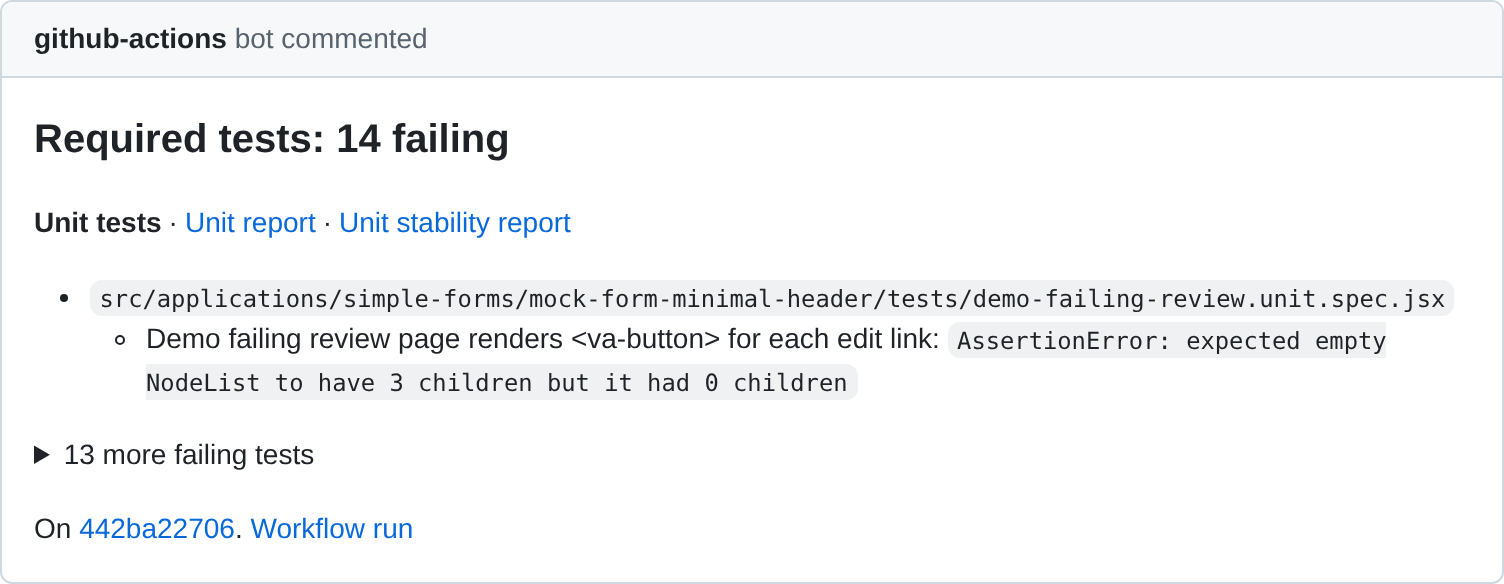 github-actions bot commented
Required tests: 14 failing
Unit tests · Unit report · Unit stability report
src/applications/simple-forms/mock-form-minimal-header/tests/demo-failing-review.unit.spec.jsx
Demo failing review page renders <va-button> for each edit link: AssertionError: expected empty
NodeList to have 3 children but it had 0 children
13 more failing tests
On 442ba22706. Workflow run